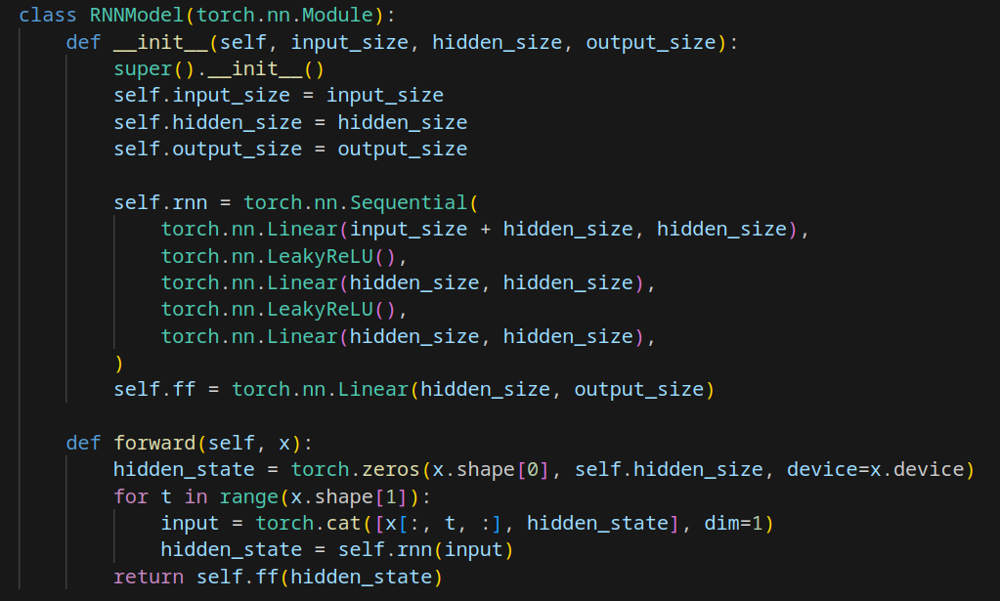 class RNNModel(torch.nn.Module):
    def __init__(self, input_size, hidden_size, output_size):
        super().__init__()
        self.input_size = input_size
        self.hidden_size = hidden_size
        self.output_size = output_size

        self.rnn = torch.nn.Sequential(
            torch.nn.Linear(input_size + hidden_size, hidden_size),
            torch.nn.LeakyReLU(),
            torch.nn.Linear(hidden_size, hidden_size),
            torch.nn.LeakyReLU(),
            torch.nn.Linear(hidden_size, hidden_size),
        )
        self.ff = torch.nn.Linear(hidden_size, output_size)

    def forward(self, x):
        hidden_state = torch.zeros(x.shape[0], self.hidden_size, device=x.device)
        for t in range(x.shape[1]):
            input = torch.cat([x[:, t, :], hidden_state], dim=1)
            hidden_state = self.rnn(input)
        return self.ff(hidden_state)